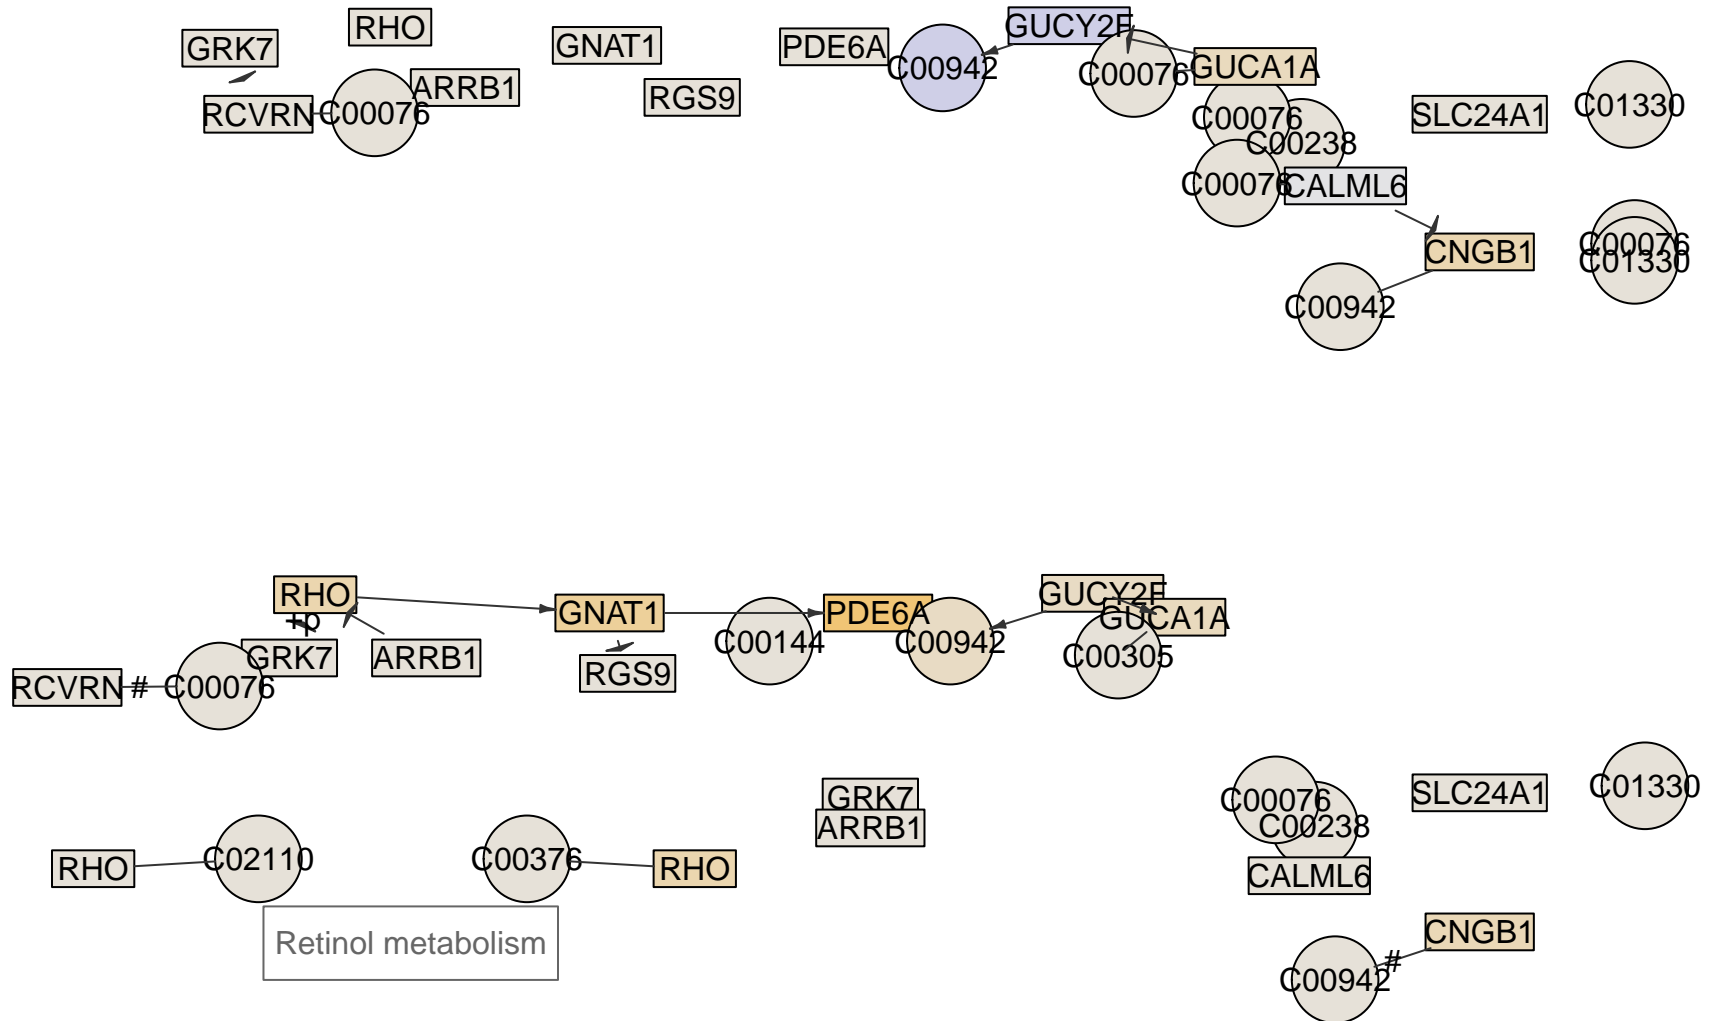 RHO
GRK7
GNAT1
PDE6A
GUCY2F
C00942
C00076
GUCA1A
ARRB1
RGS9
RCVRN
C00076
C00076
C00238
SLC24A1
C01330
C00076
CALML6
C00076
C01330
CNGB1
C00942
RHO
+p
GNAT1
PDE6A
GUCY2F
GUCA1A
GRK7
ARRB1
RGS9
C00144
C00942
C00305
RCVRN
#
C00076
GRK7
ARRB1
C00076
C00238
SLC24A1
C01330
RHO
C02110
C00376
RHO
CALML6
Retinol metabolism
CNGB1
#
C00942